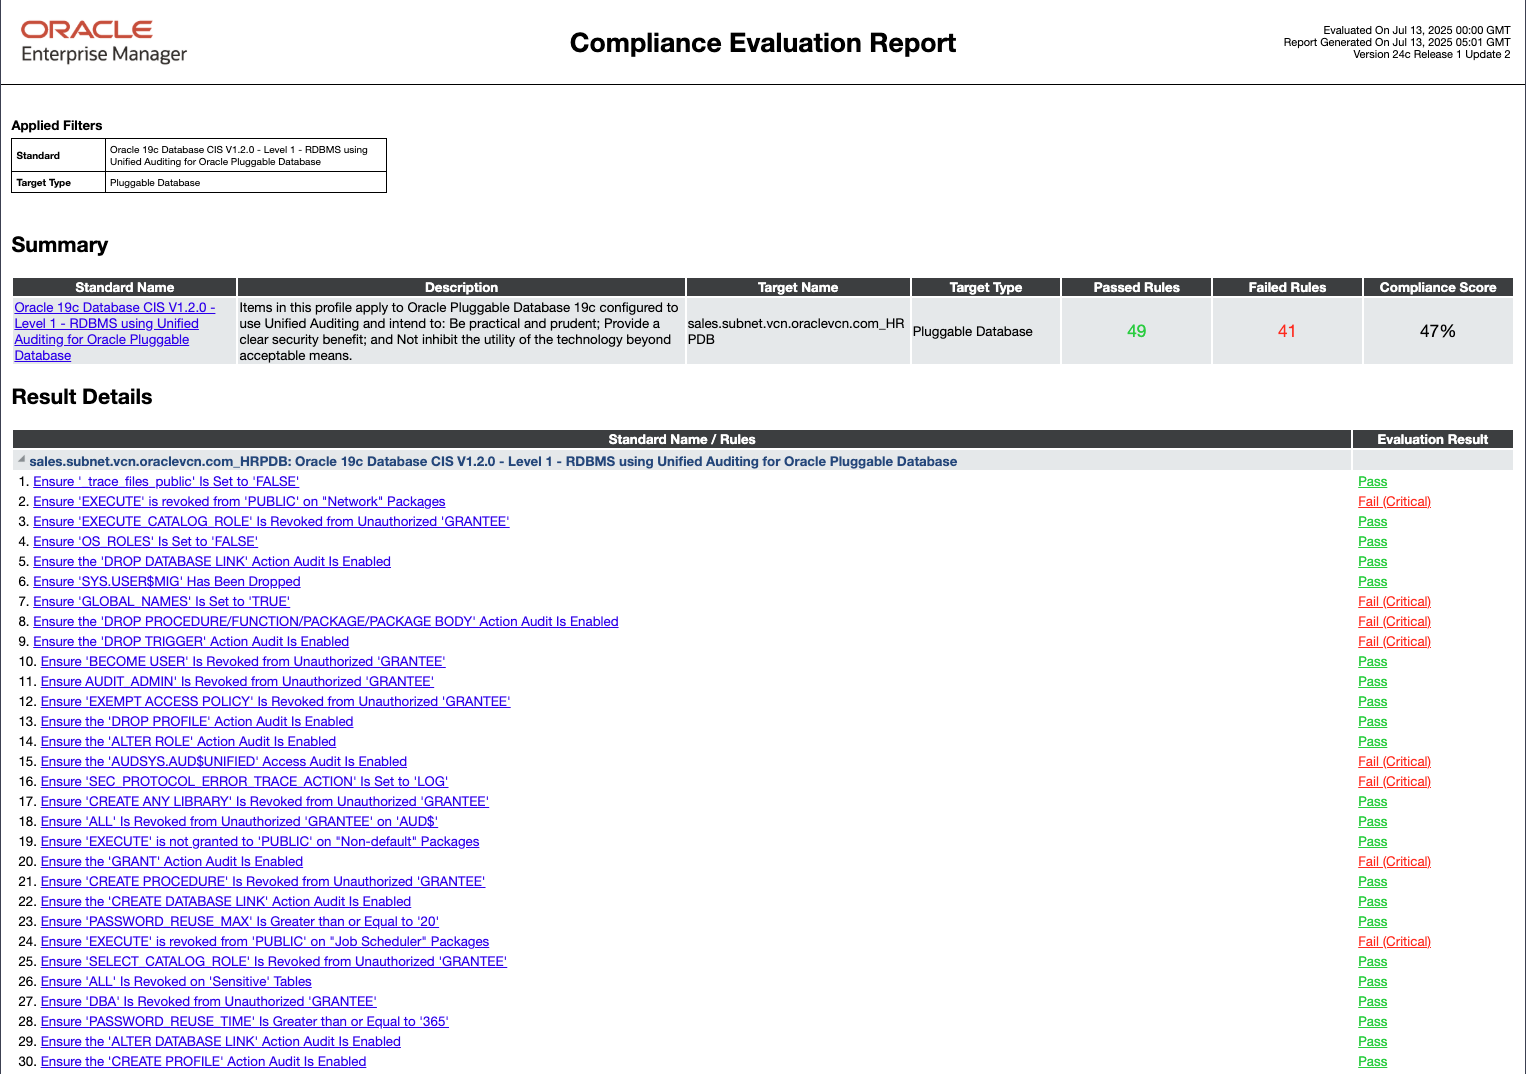 ORACLE
Enterprise Manager
Compliance Evaluation Report
Evaluated On Jul 13, 2025 00:00 GMT
Report Generated On Jul 13, 2025 05:01 GMT
Version 24c Release 1 Update 2
Applied Filters
Standard
Oracle 19c Database CIS V1.2.0 - Level 1 - RDBMS using
Unified Auditing for Oracle Pluggable Database
Target Type Pluggable Database
Summary
Standard Name Description Target Name Target Type Passed Rules Failed Rules Compliance Score
Oracle 19c Database CIS V1.2.0 -
Level 1 - RDBMS using Unified
Auditing for Oracle Pluggable
Database
Items in this profile apply to Oracle Pluggable Database 19c configured to
use Unified Auditing and intend to: Be practical and prudent; Provide a
clear security benefit; and Not inhibit the utility of the technology beyond
acceptable means.
sales.subnet.vcn.oraclevcn.com_HR
PDB
Pluggable Database
49
41
47%
Result Details
Standard Name / Rules Evaluation Result
sales.subnet.vcn.oraclevcn.com_HRPDB: Oracle 19c Database CIS V1.2.0 - Level 1 - RDBMS using Unified Auditing for Oracle Pluggable Database
1. Ensure '_trace_files_public' Is Set to 'FALSE' Pass
2. Ensure 'EXECUTE' is revoked from 'PUBLIC' on "Network" Packages Fail (Critical)
3. Ensure 'EXECUTE_CATALOG_ROLE' Is Revoked from Unauthorized 'GRANTEE' Pass
4. Ensure 'OS_ROLES' Is Set to 'FALSE' Pass
5. Ensure the 'DROP DATABASE LINK' Action Audit Is Enabled Pass
6. Ensure 'SYS.USER$MIG' Has Been Dropped Pass
7. Ensure 'GLOBAL_NAMES' Is Set to 'TRUE' Fail (Critical)
8. Ensure the 'DROP PROCEDURE/FUNCTION/PACKAGE/PACKAGE BODY' Action Audit Is Enabled Fail (Critical)
9. Ensure the 'DROP TRIGGER' Action Audit Is Enabled Fail (Critical)
10. Ensure 'BECOME USER' Is Revoked from Unauthorized 'GRANTEE' Pass
11. Ensure AUDIT_ADMIN' Is Revoked from Unauthorized 'GRANTEE' Pass
12. Ensure 'EXEMPT ACCESS POLICY' Is Revoked from Unauthorized 'GRANTEE' Pass
13. Ensure the 'DROP PROFILE' Action Audit Is Enabled Pass
14. Ensure the 'ALTER ROLE' Action Audit Is Enabled Pass
15. Ensure the 'AUDSYS.AUD$UNIFIED' Access Audit Is Enabled Fail (Critical)
16. Ensure 'SEC_PROTOCOL_ERROR_TRACE_ACTION' Is Set to 'LOG' Fail (Critical)
17. Ensure 'CREATE ANY LIBRARY' Is Revoked from Unauthorized 'GRANTEE' Pass
18. Ensure 'ALL' Is Revoked from Unauthorized 'GRANTEE' on 'AUD$' Pass
19. Ensure 'EXECUTE' is not granted to 'PUBLIC' on "Non-default" Packages Pass
20. Ensure the 'GRANT' Action Audit Is Enabled Fail (Critical)
21. Ensure 'CREATE PROCEDURE' Is Revoked from Unauthorized 'GRANTEE' Pass
22. Ensure the 'CREATE DATABASE LINK' Action Audit Is Enabled Pass
23. Ensure 'PASSWORD_REUSE_MAX' Is Greater than or Equal to '20' Pass
24. Ensure 'EXECUTE' is revoked from 'PUBLIC' on "Job Scheduler" Packages Fail (Critical)
25. Ensure 'SELECT_CATALOG_ROLE' Is Revoked from Unauthorized 'GRANTEE' Pass
26. Ensure 'ALL' Is Revoked on 'Sensitive' Tables Pass
27. Ensure 'DBA' Is Revoked from Unauthorized 'GRANTEE' Pass
28. Ensure 'PASSWORD_REUSE_TIME' Is Greater than or Equal to '365' Pass
29. Ensure the 'ALTER DATABASE LINK' Action Audit Is Enabled Pass
30. Ensure the 'CREATE PROFILE' Action Audit Is Enabled Pass